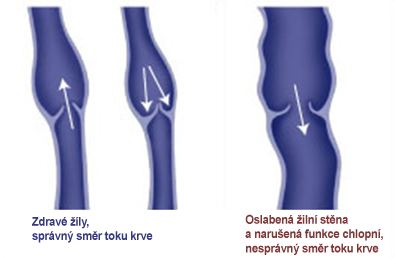 Zdravé žíly,
správný směr toku krve
Oslabená žilní stěna
a narušená funkce chlopní,
nesprávný směr toku krve